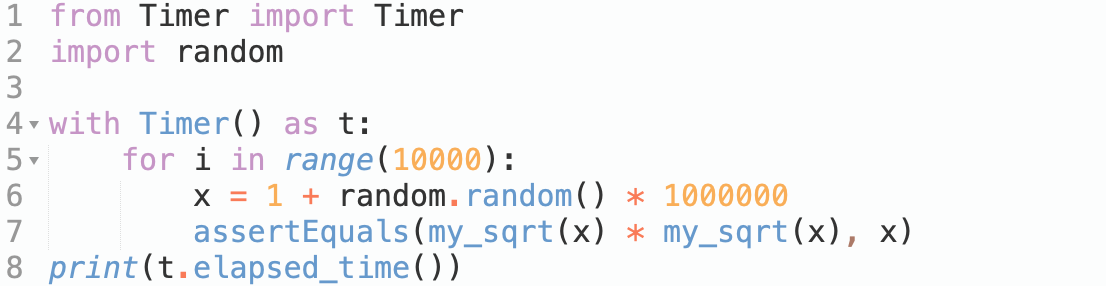 1 from Timer import Timer
2 import random
3
4 with Timer() as t:
5     for i in range(10000):
6         x = 1 + random.random() * 1000000
7         assertEquals(my_sqrt(x) * my_sqrt(x), x)
8 print(t.elapsed_time())